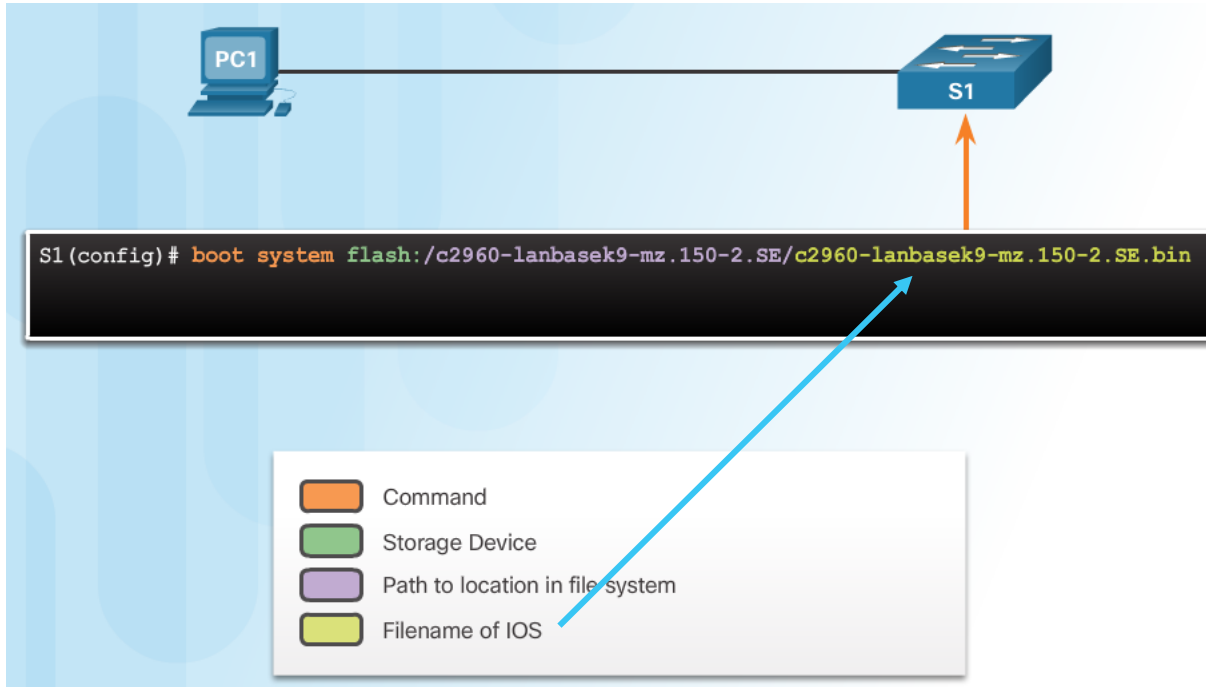 PC1
S1
S1(config)# boot system flash:/c2960-lanbasek9-mz.150-2.SE/c2960-lanbasek9-mz.150-2.SE.bin
Command
Storage Device
Path to location in file system
Filename of IOS